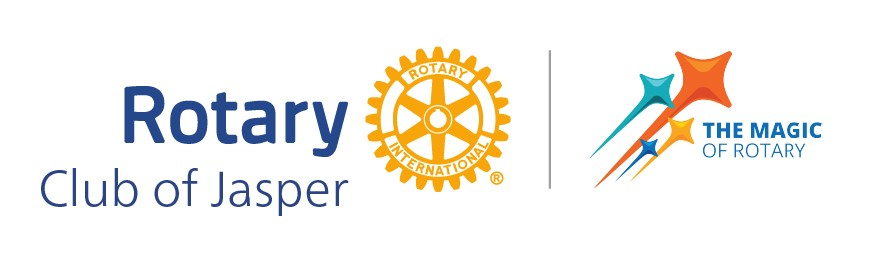 Rotary
Club of Jasper
ROTARY
INTERNATIONAL
®
THE MAGIC
OF ROTARY